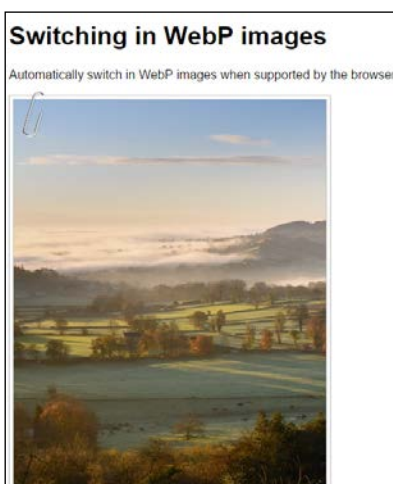 Switching in WebP images
Automatically switch in WebP images when supported by the browser